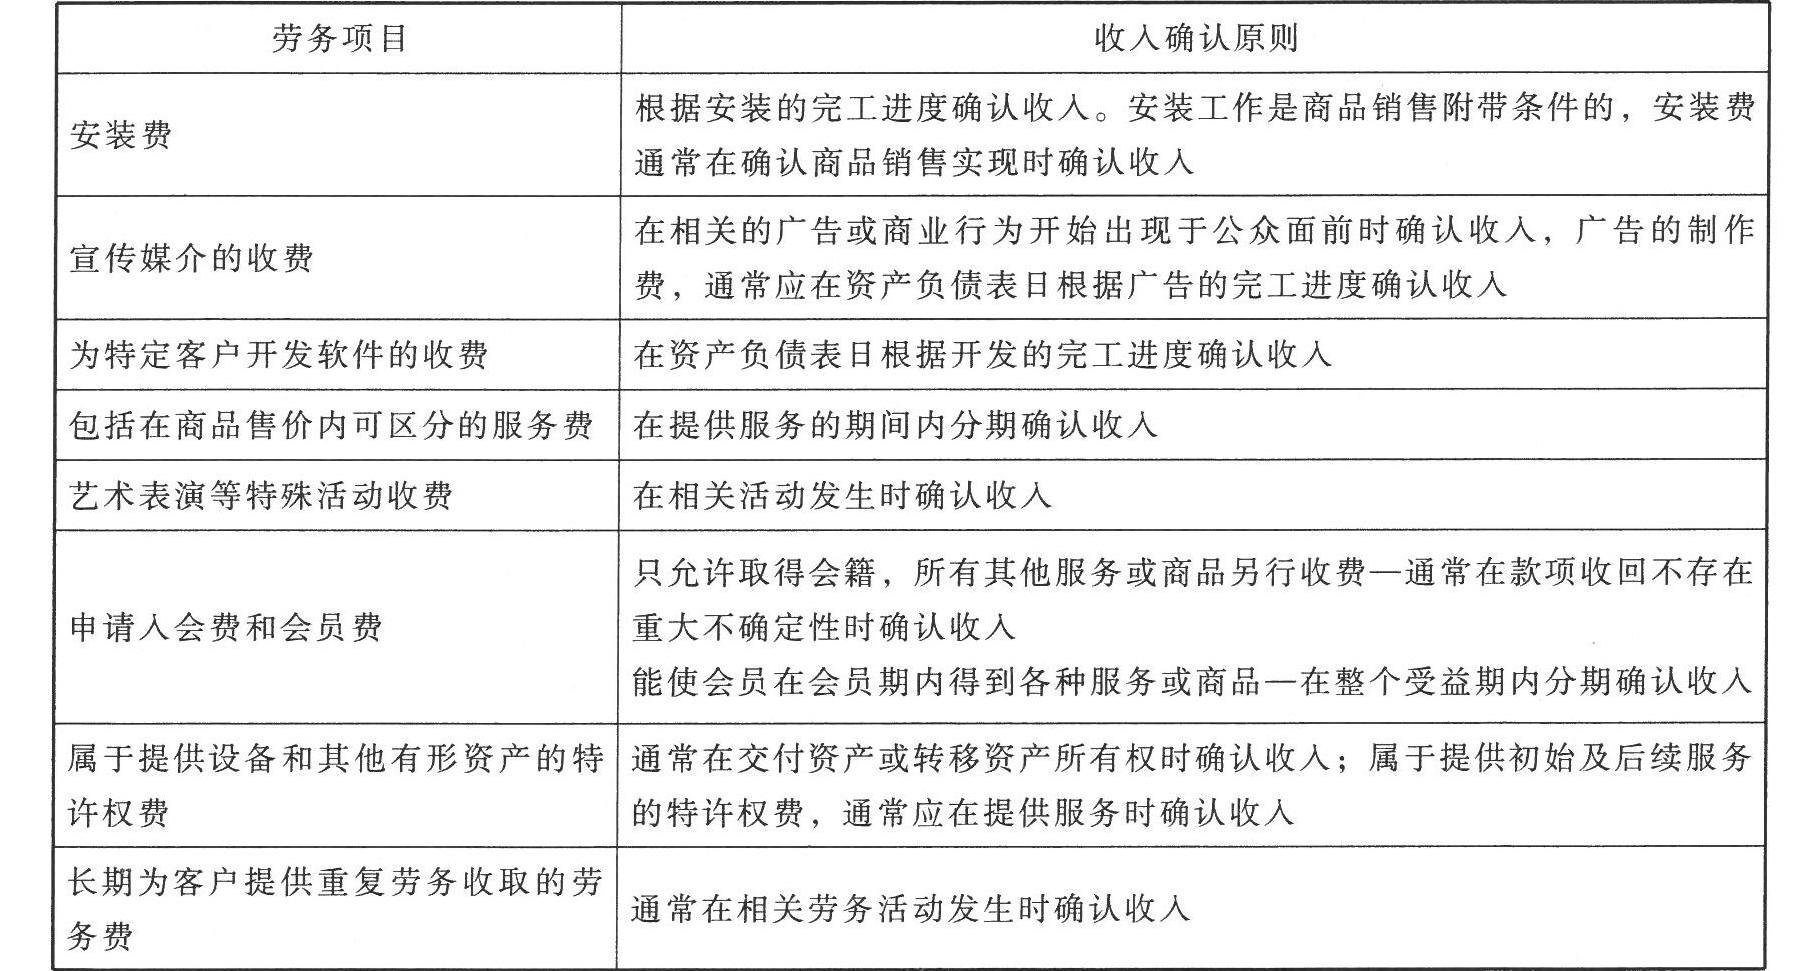 劳务项目
收入确认原则
安装费
根据安装的完工进度确认收入。安装工作是商品销售附带条件的，安装费
通常在确认商品销售实现时确认收入
宣传媒介的收费
在相关的广告或商业行为开始出现于公众面前时确认收入，广告的制作
费，通常应在资产负债表日根据广告的完工进度确认收入
为特定客户开发软件的收费
在资产负债表日根据开发的完工进度确认收入
包括在商品售价内可区分的服务费
在提供服务的期间内分期确认收入
艺术表演等特殊活动收费
在相关活动发生时确认收入
申请入会费和会员费
只允许取得会籍，所有其他服务或商品另行收费—通常在款项收回不存在
重大不确定性时确认收入
能使会员在会员期内得到各种服务或商品—在整个受益期内分期确认收入
属于提供设备和其他有形资产的特
许权费
通常在交付资产或转移资产所有权时确认收入；属于提供初始及后续服务
的特许权费，通常应在提供服务时确认收入
长期为客户提供重复劳务收取的劳
务费
通常在相关劳务活动发生时确认收入